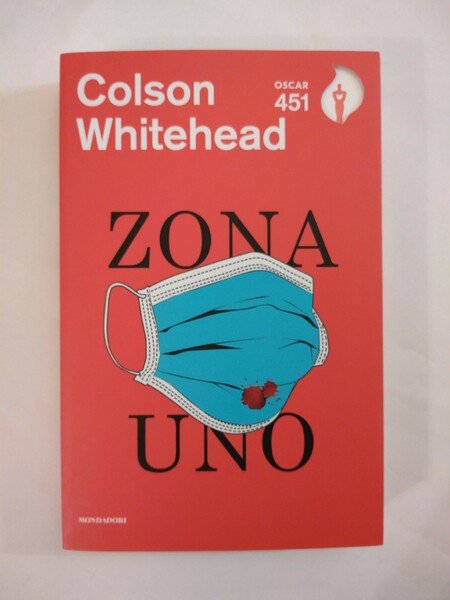 Colson
Whitehead
OSCAR
451
ZONA
UNO
MONDADORI